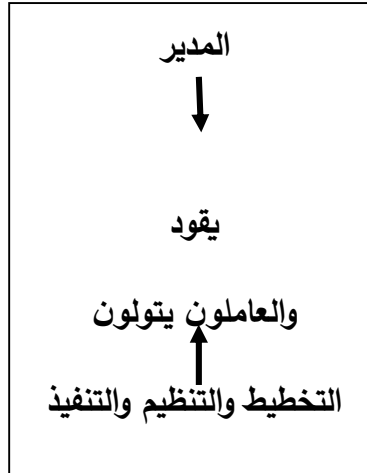 المدير
يقود
والعاملون يتولون
التخطيط والتنظيم والتنفيذ